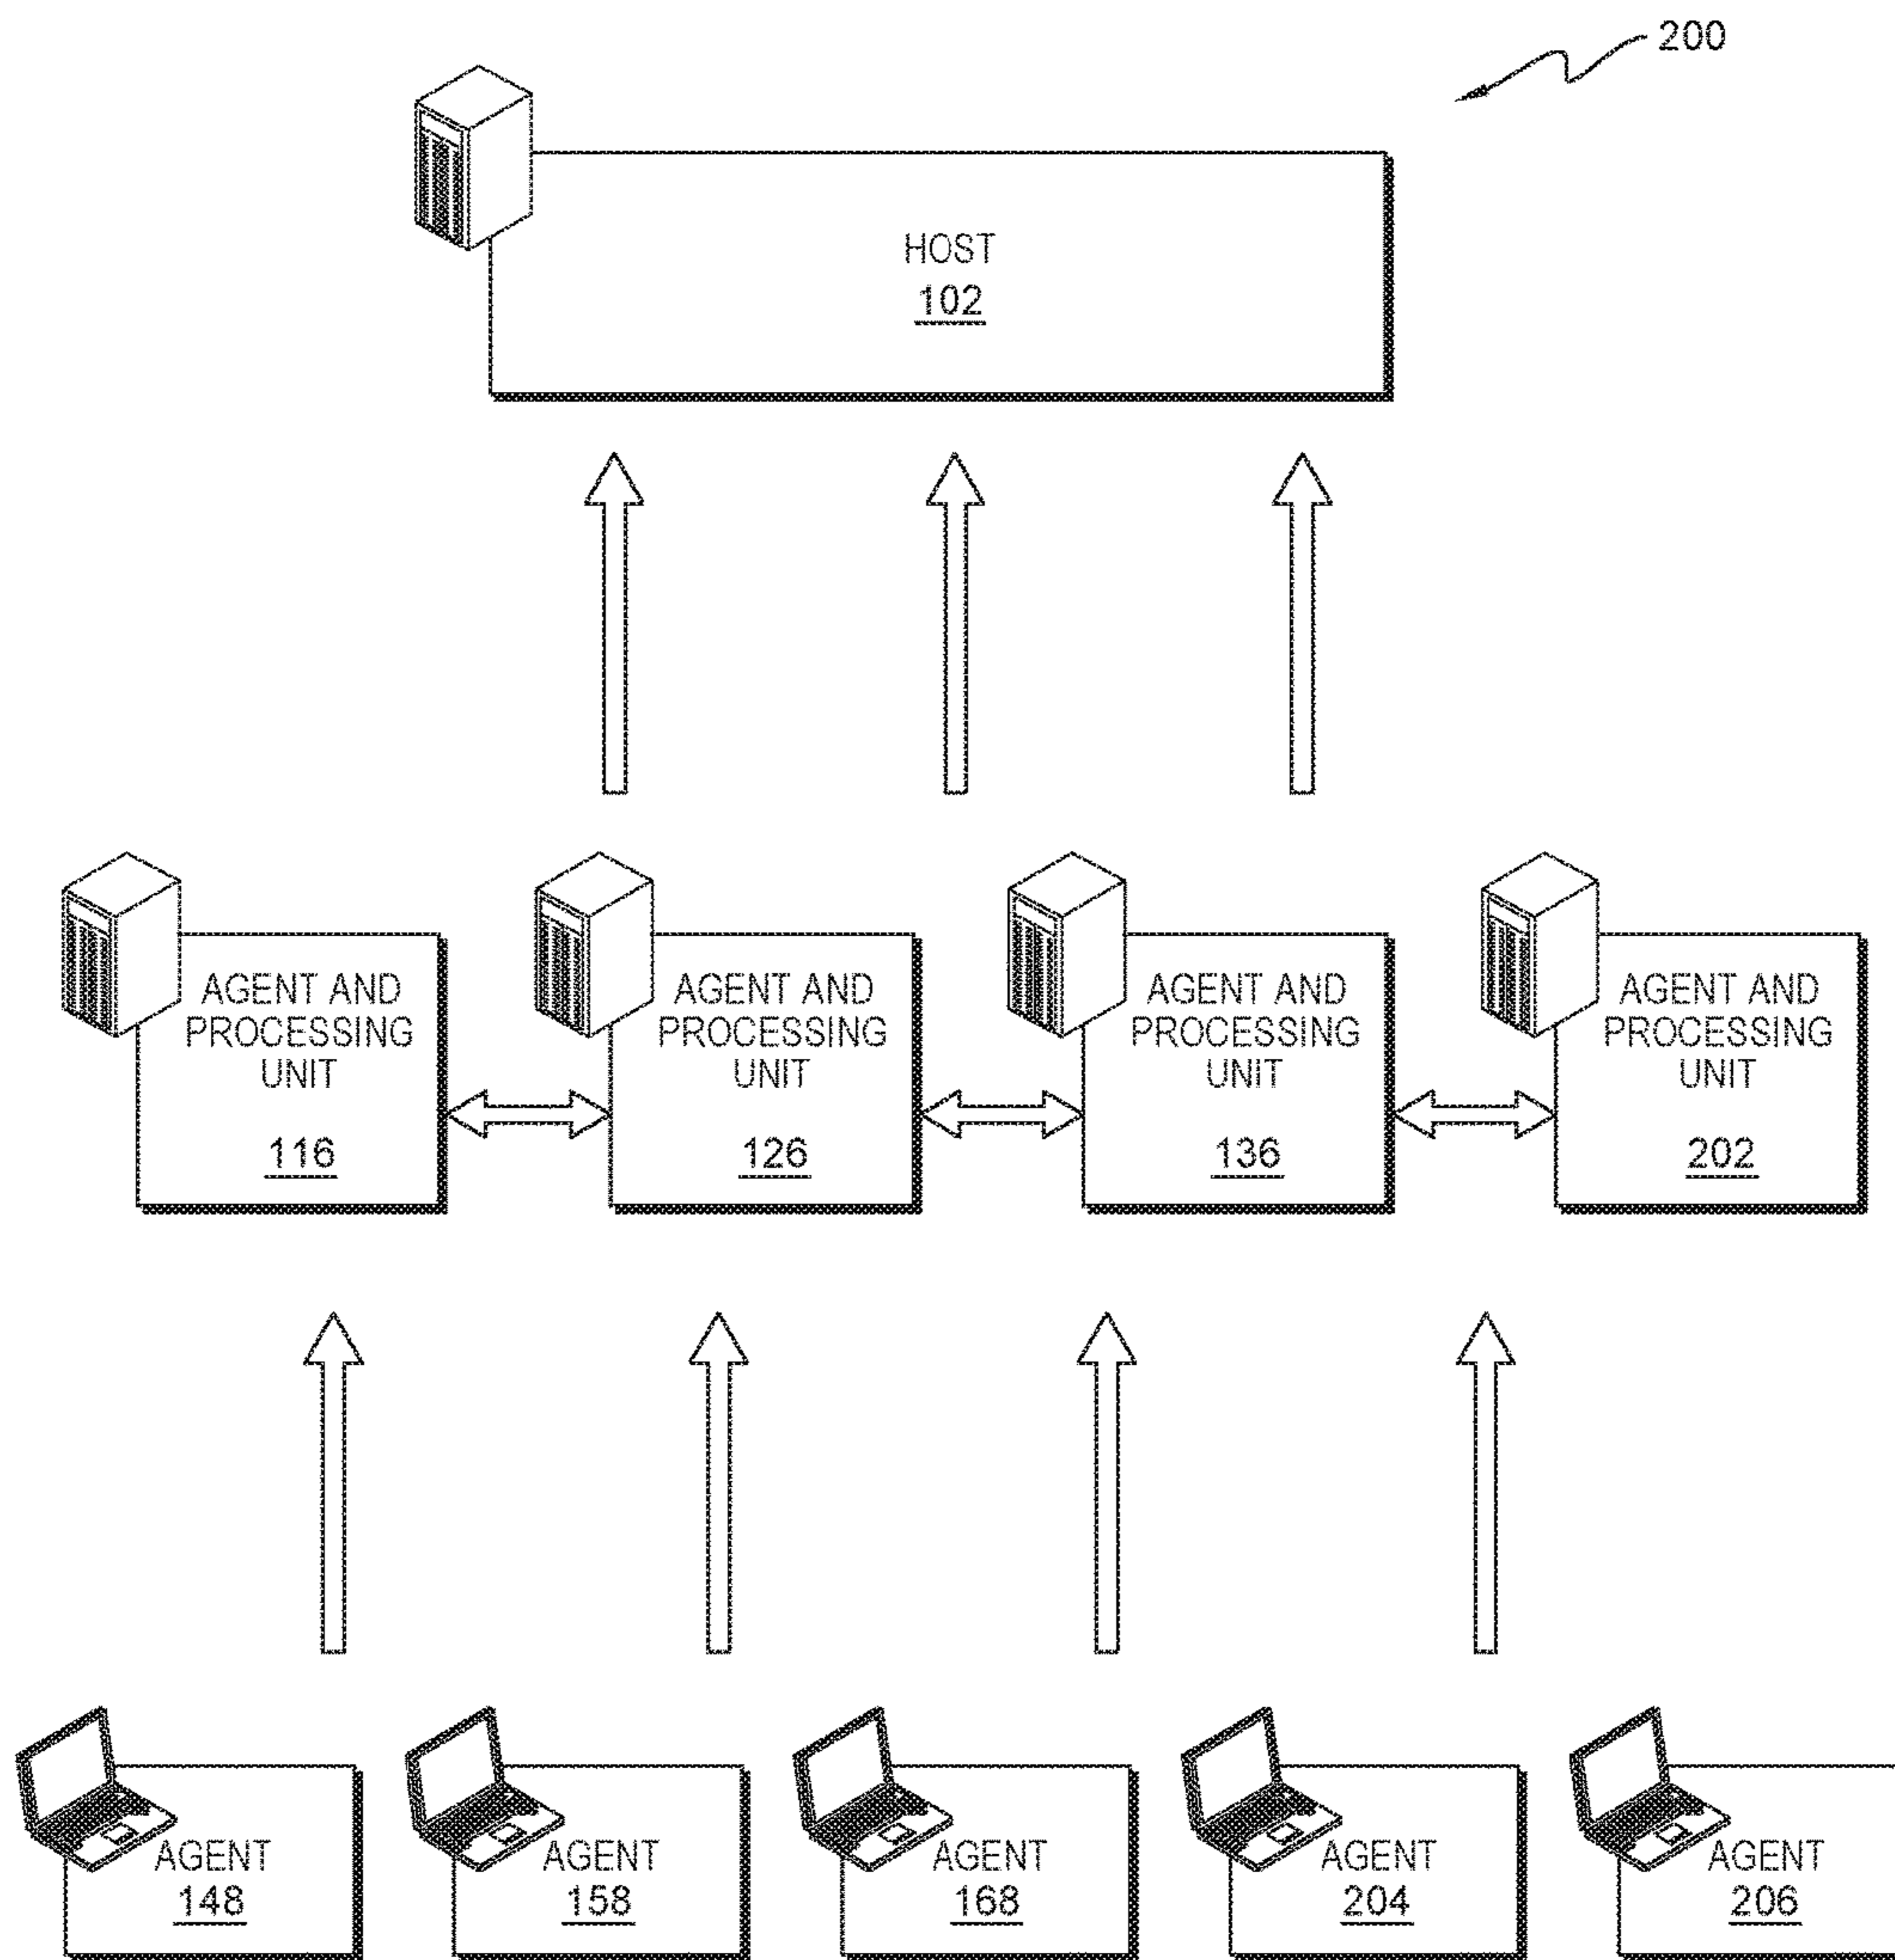 200
HOST
102
AGENT AND
PROCESSING
UNIT
116
AGENT AND
PROCESSING
UNIT
126
AGENT AND
PROCESSING
UNIT
136
AGENT AND
PROCESSING
UNIT
202
AGENT
148
AGENT
158
AGENT
168
AGENT
204
AGENT
206